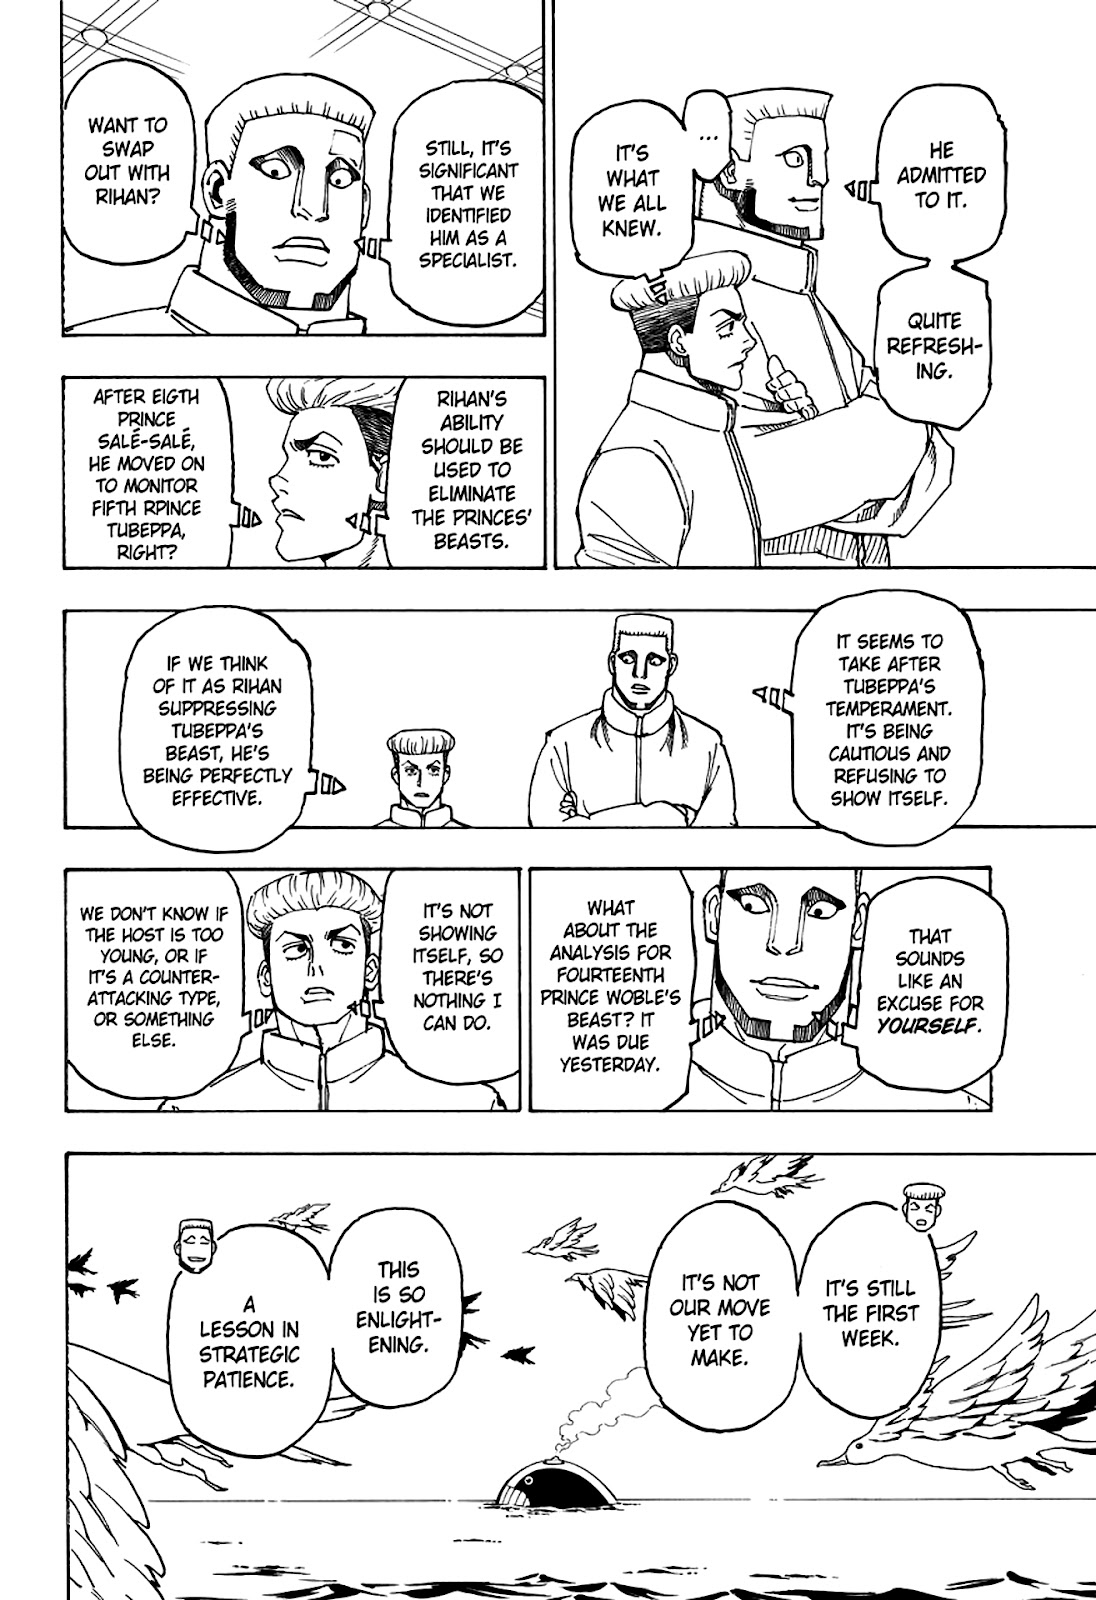 HE
ADMITTED
TO IT.
QUITE
REFRESH-
ING.
...
IT'S
WHAT
WE ALL
KNEW.
STILL, IT'S
SIGNIFICANT
THAT WE
IDENTIFIED
HIM AS A
SPECIALIST.
WANT TO
SWAP
OUT WITH
RIHAN?
RIHAN'S
ABILITY
SHOULD BE
USED TO
ELIMINATE
THE PRINCES'
BEASTS.
AFTER EIGTH
PRINCE
SALÉ-SALÉ,
HE MOVED ON
TO MONITOR
FIFTH RPINCE
TUBEPPA,
RIGHT?
IT SEEMS TO
TAKE AFTER
TUBEPPA'S
TEMPERAMENT.
IT'S BEING
CAUTIOUS AND
REFUSING TO
SHOW ITSELF.
IF WE THINK
OF IT AS RIHAN
SUPPRESSING
TUBEPPA'S
BEAST, HE'S
BEING PERFECTLY
EFFECTIVE.
THAT
SOUNDS
LIKE AN
EXCUSE FOR
YOURSELF.
WHAT
ABOUT THE
ANALYSIS FOR
FOURTEENTH
PRINCE WOBLE'S
BEAST? IT
WAS DUE
YESTERDAY.
IT'S NOT
SHOWING
ITSELF, SO
THERE'S
NOTHING I
CAN DO.
WE DON'T KNOW IF
THE HOST IS TOO
YOUNG, OR IF
IT'S A COUNTER-
ATTACKING TYPE,
OR SOMETHING
ELSE.
IT'S STILL
THE FIRST
WEEK.
IT'S NOT
OUR MOVE
YET TO
MAKE.
THIS
IS SO
ENLIGHT-
ENING.
A
LESSON IN
STRATEGIC
PATIENCE.